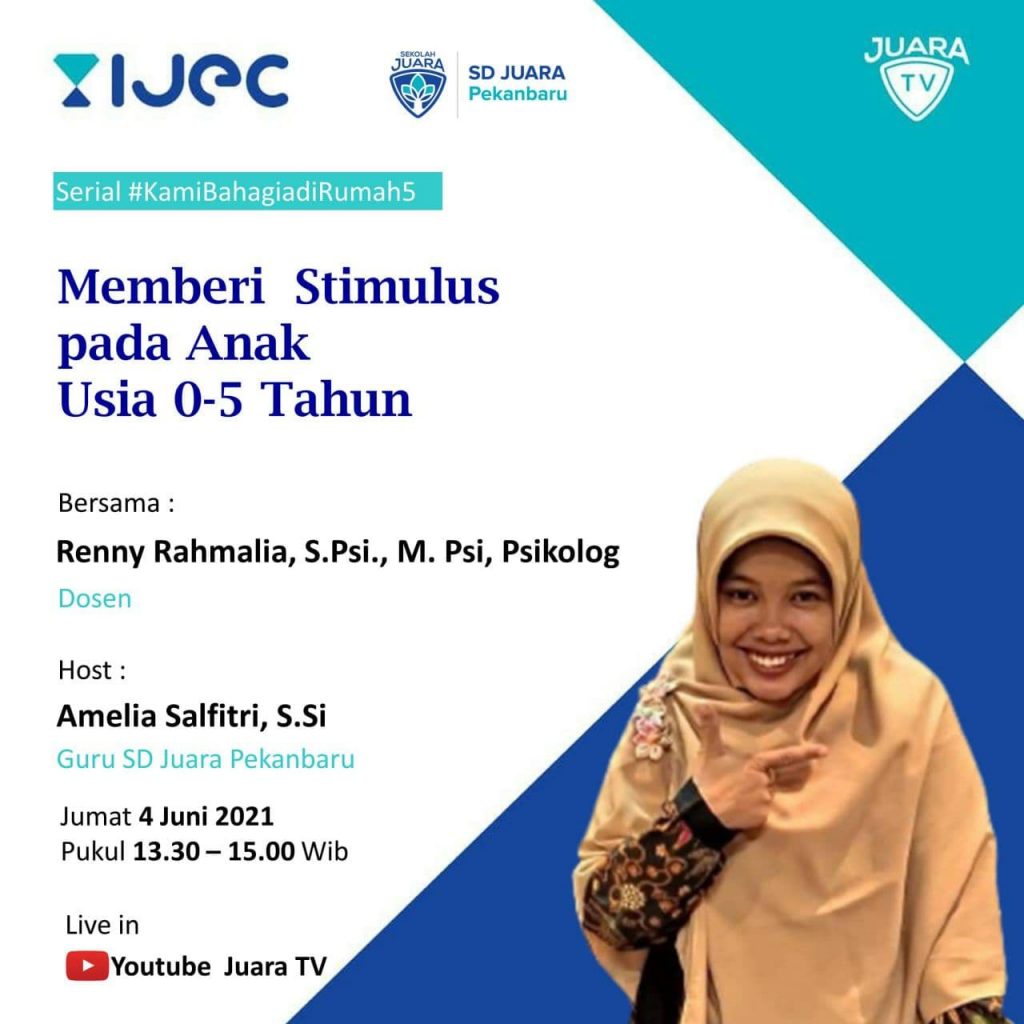 IJEC
SEKOLAH
JUARA
SD JUARA
Pekanbaru
JUARA
TV
Serial #KamiBahagiadiRumah5
Memberi Stimulus
pada Anak
Usia 0-5 Tahun
Bersama :
Renny Rahmalia, S.Psi., M. Psi, Psikolog
Dosen
Host :
Amelia Salfitri, S.Si
Guru SD Juara Pekanbaru
Jumat 4 Juni 2021
Pukul 13.30 – 15.00 Wib
Live in
Youtube Juara TV